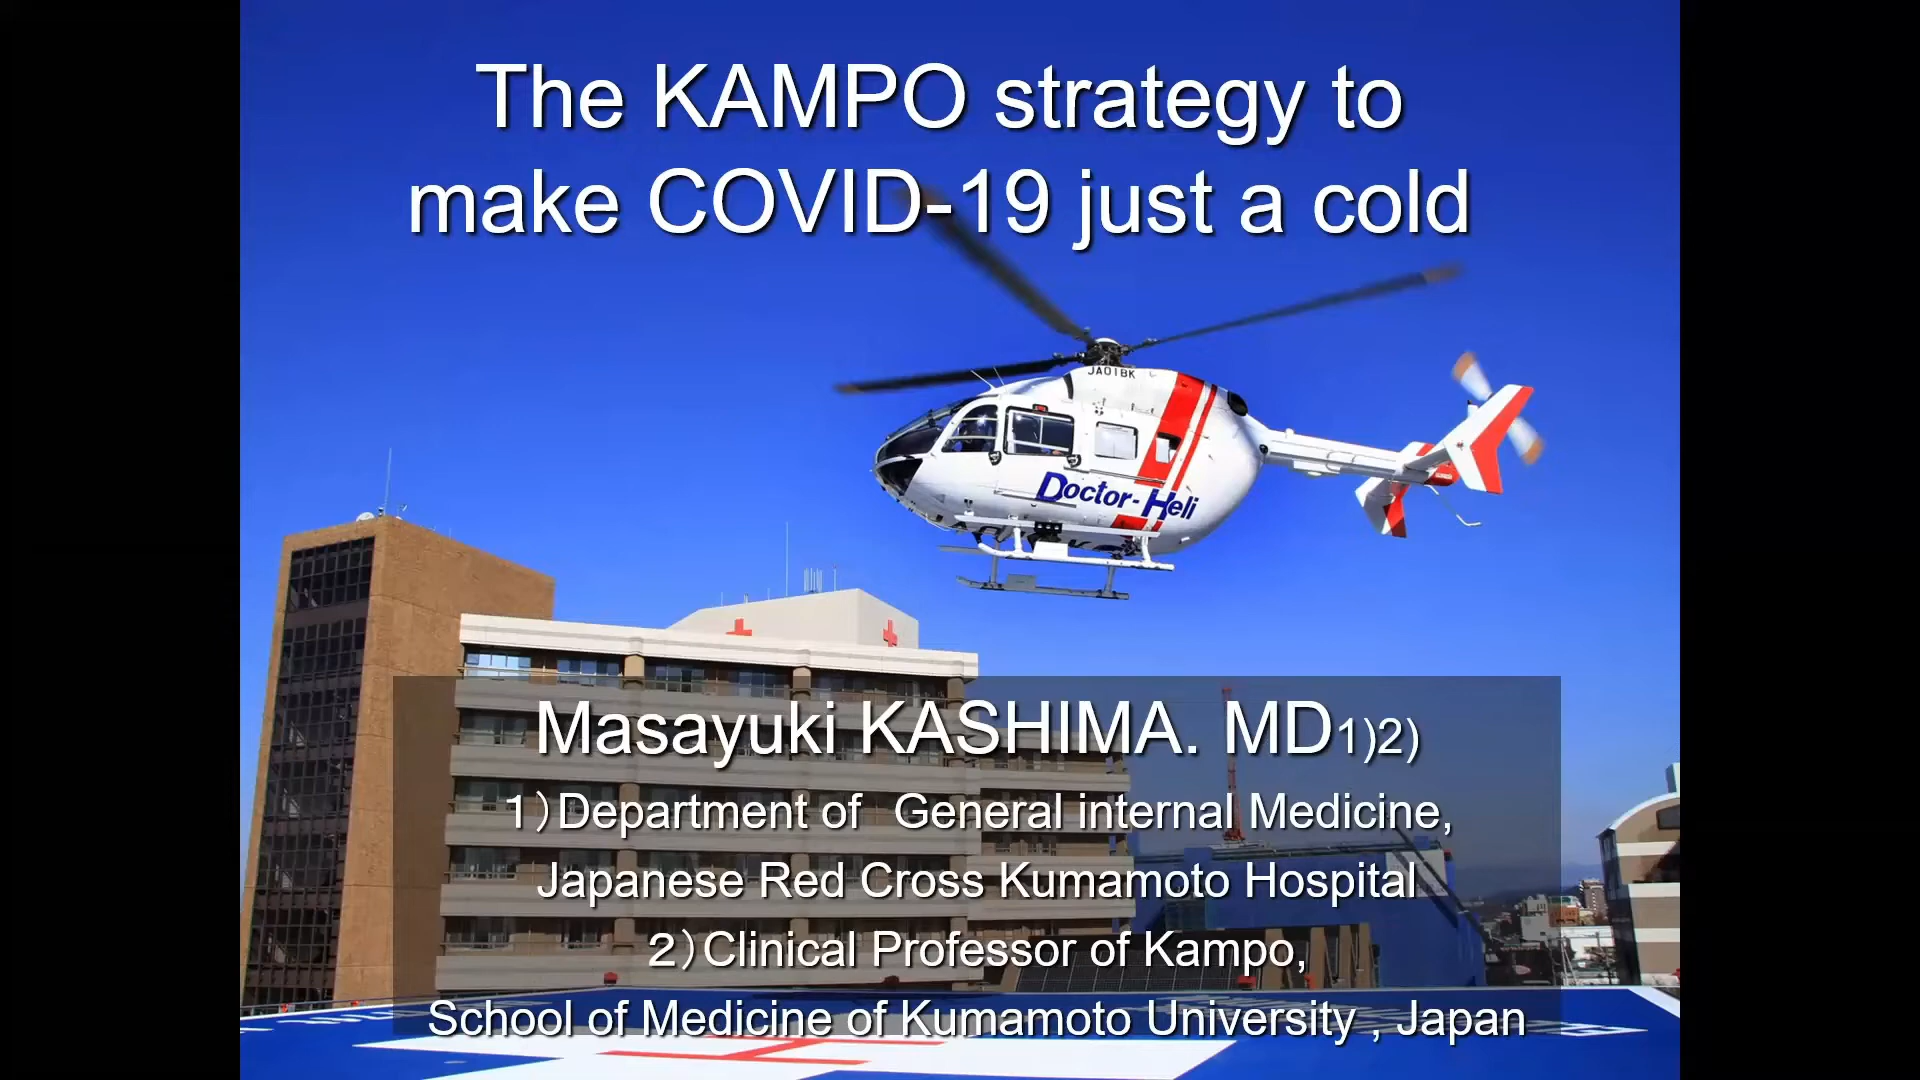 The KAMPO strategy to
make COVID-19 just a cold
JA01BK
Doctor-Heli
Masayuki KASHIMA. MD1)2)
１）Department of　General internal Medicine,
Japanese Red Cross Kumamoto Hospital
２）Clinical Professor of Kampo,
School of Medicine of Kumamoto University , Japan
H